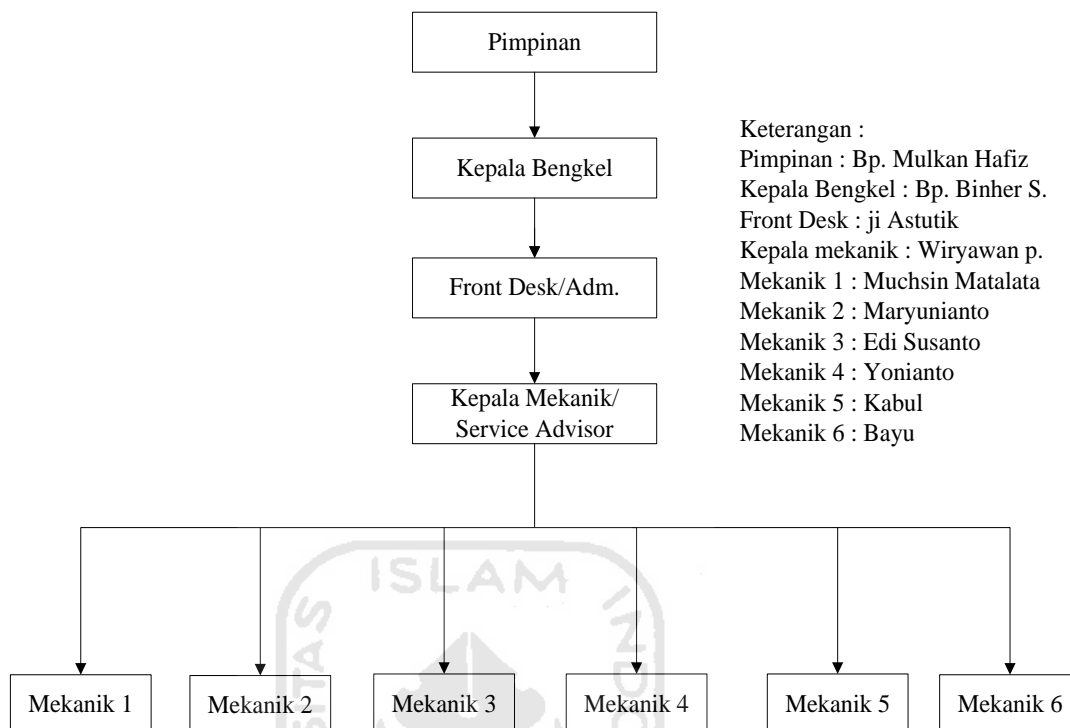 Pimpinan
Kepala Bengkel
Front Desk/Adm.
Kepala Mekanik/
Service Advisor
Keterangan :
Pimpinan : Bp. Mulkan Hafiz
Kepala Bengkel : Bp. Binher S.
Front Desk : ji Astutik
Kepala mekanik : Wiryawan p.
Mekanik 1 : Muchsin Matalata
Mekanik 2 : Maryunianto
Mekanik 3 : Edi Susanto
Mekanik 4 : Yonianto
Mekanik 5 : Kabul
Mekanik 6 : Bayu
ISLAM
Mekanik 1
Mekanik 2
Mekanik 3
Mekanik 4
Mekanik 5
Mekanik 6